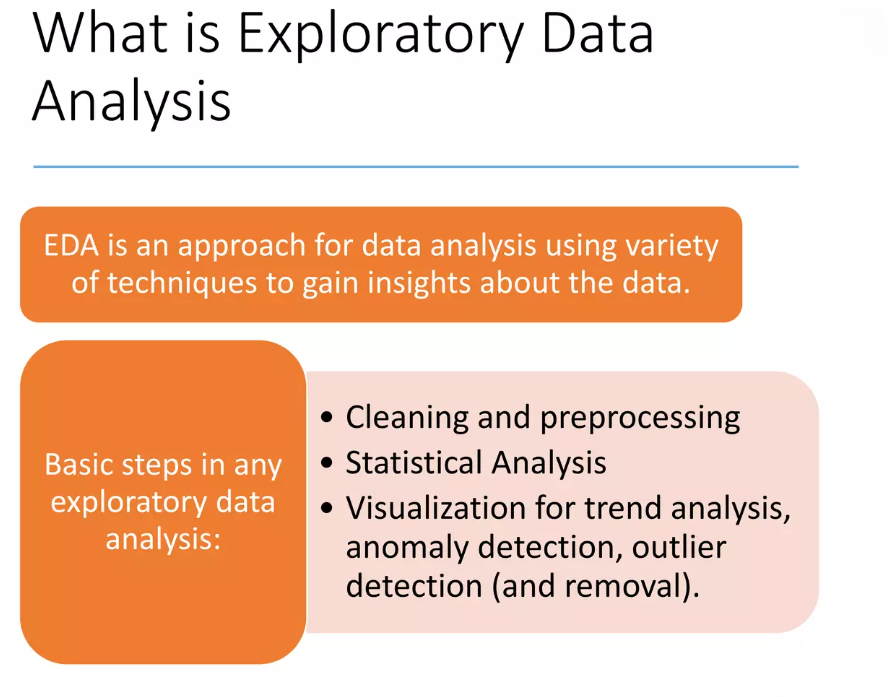 What is Exploratory Data
Analysis
EDA is an approach for data analysis using variety
of techniques to gain insights about the data.
Basic steps in any
exploratory data
analysis:
• Cleaning and preprocessing
• Statistical Analysis
• Visualization for trend analysis,
anomaly detection, outlier
detection (and removal).